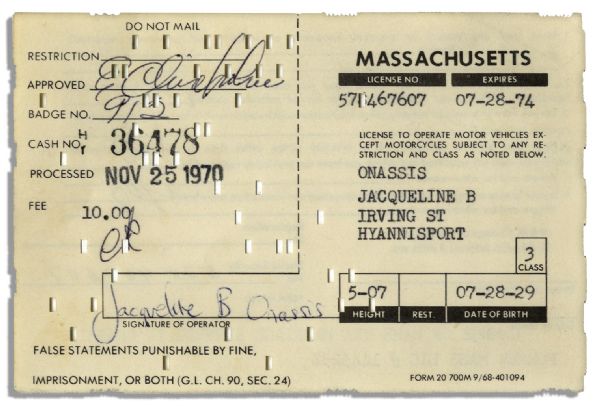 DO NOT MAIL
RESTRICTION
APPROVED
BADGE NO. 912
CASH NO. H Y 36478
PROCESSED NOV 25 1970
FEE 10.00
Jacqueline B Onassis
SIGNATURE OF OPERATOR
FALSE STATEMENTS PUNISHABLE BY FINE,
IMPRISONMENT, OR BOTH (G.L. CH. 90, SEC. 24)
MASSACHUSETTS
LICENSE NO. EXPIRES
571467607 07-28-74
LICENSE TO OPERATE MOTOR VEHICLES EX-
CEPT MOTORCYCLES SUBJECT TO ANY RE-
STRICTION AND CLASS AS NOTED BELOW.
ONASSIS
JACQUELINE B
IRVING ST
HYANNISPORT
3
CLASS
5-07 07-28-29
HEIGHT REST. DATE OF BIRTH
FORM 20 700M 9/68-401094